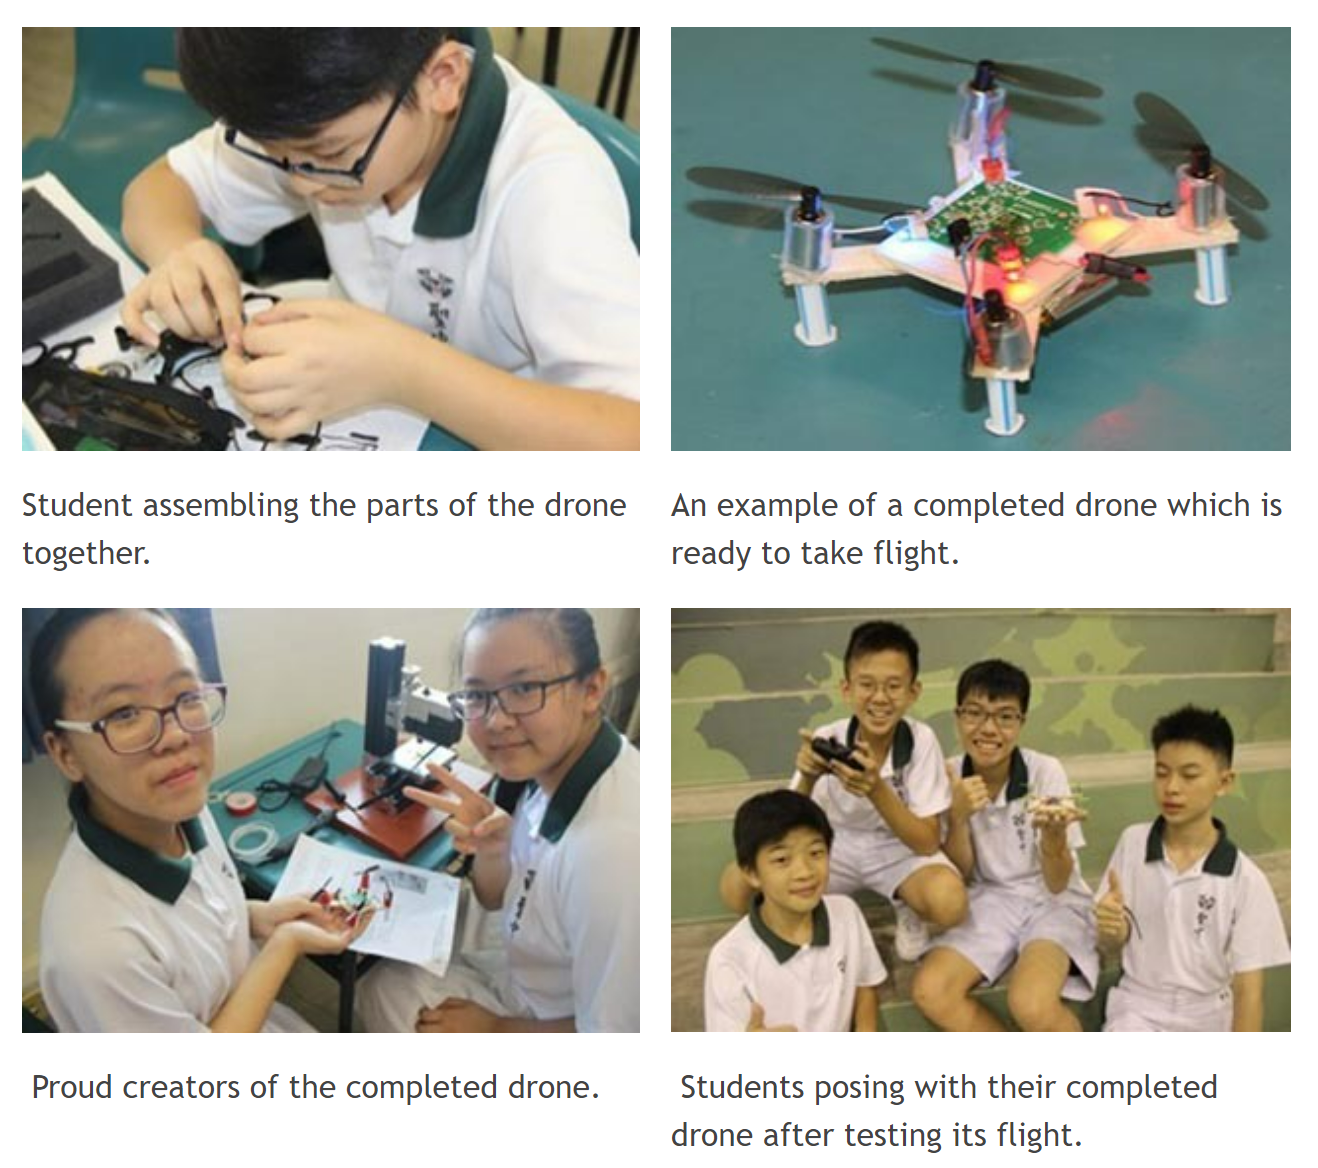 Student assembling the parts of the drone
together.
An example of a completed drone which is
ready to take flight.
Proud creators of the completed drone.
Students posing with their completed
drone after testing its flight.